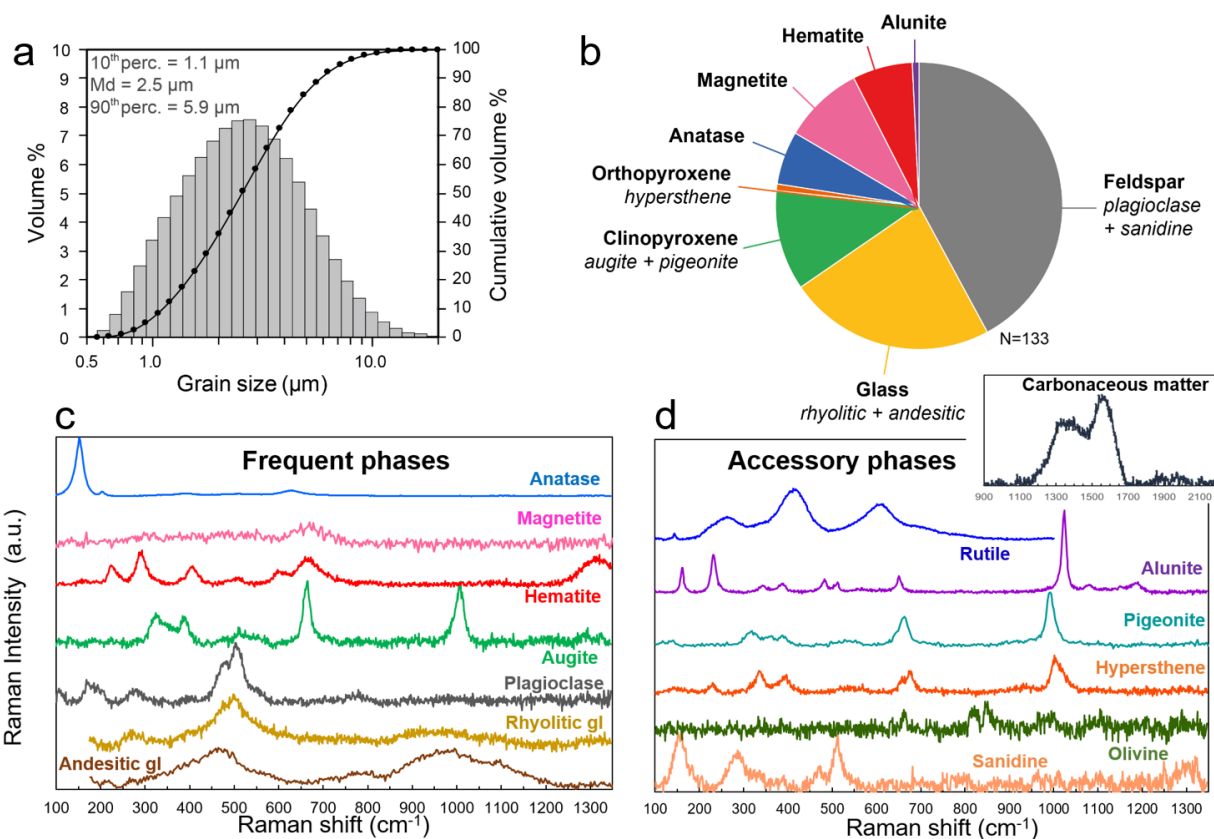 a
10th perc. = 1.1 µm
Md = 2.5 µm
90th perc. = 5.9 µm
Volume %
10
9
8
7
6
5
4
3
2
1
0
Cumulative volume %
100
90
80
70
60
50
40
30
20
10
0
0.5
1.0
10.0
Grain size (µm)
b
Alunite
Hematite
Magnetite
Anatase
Orthopyroxene
hypersthene
Clinopyroxene
augite + pigeonite
Feldspar
plagioclase
+ sanidine
N=133
Glass
rhyolitic + andesitic
c
Frequent phases
Anatase
Magnetite
Hematite
Augite
Plagioclase
Rhyolitic gl
Andesitic gl
Raman Intensity (a.u.)
100 200 300 400 500 600 700 800 900 1000 1100 1200 1300
Raman shift (cm-1)
d
Accessory phases
Carbonaceous matter
900 1100 1300 1500 1700 1900 2100
Rutile
Alunite
Pigeonite
Hypersthene
Olivine
Sanidine
100 200 300 400 500 600 700 800 900 1000 1100 1200 1300
Raman shift (cm-1)